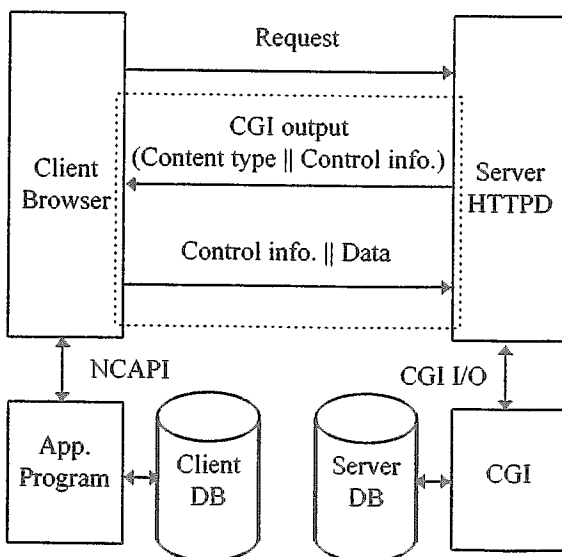 Request
CGI output
(Content type || Control info.)
Client
Browser
Server
HTTPD
Control info. || Data
NCAPI
CGI I/O
App.
Program
Client
DB
Server
DB
CGI